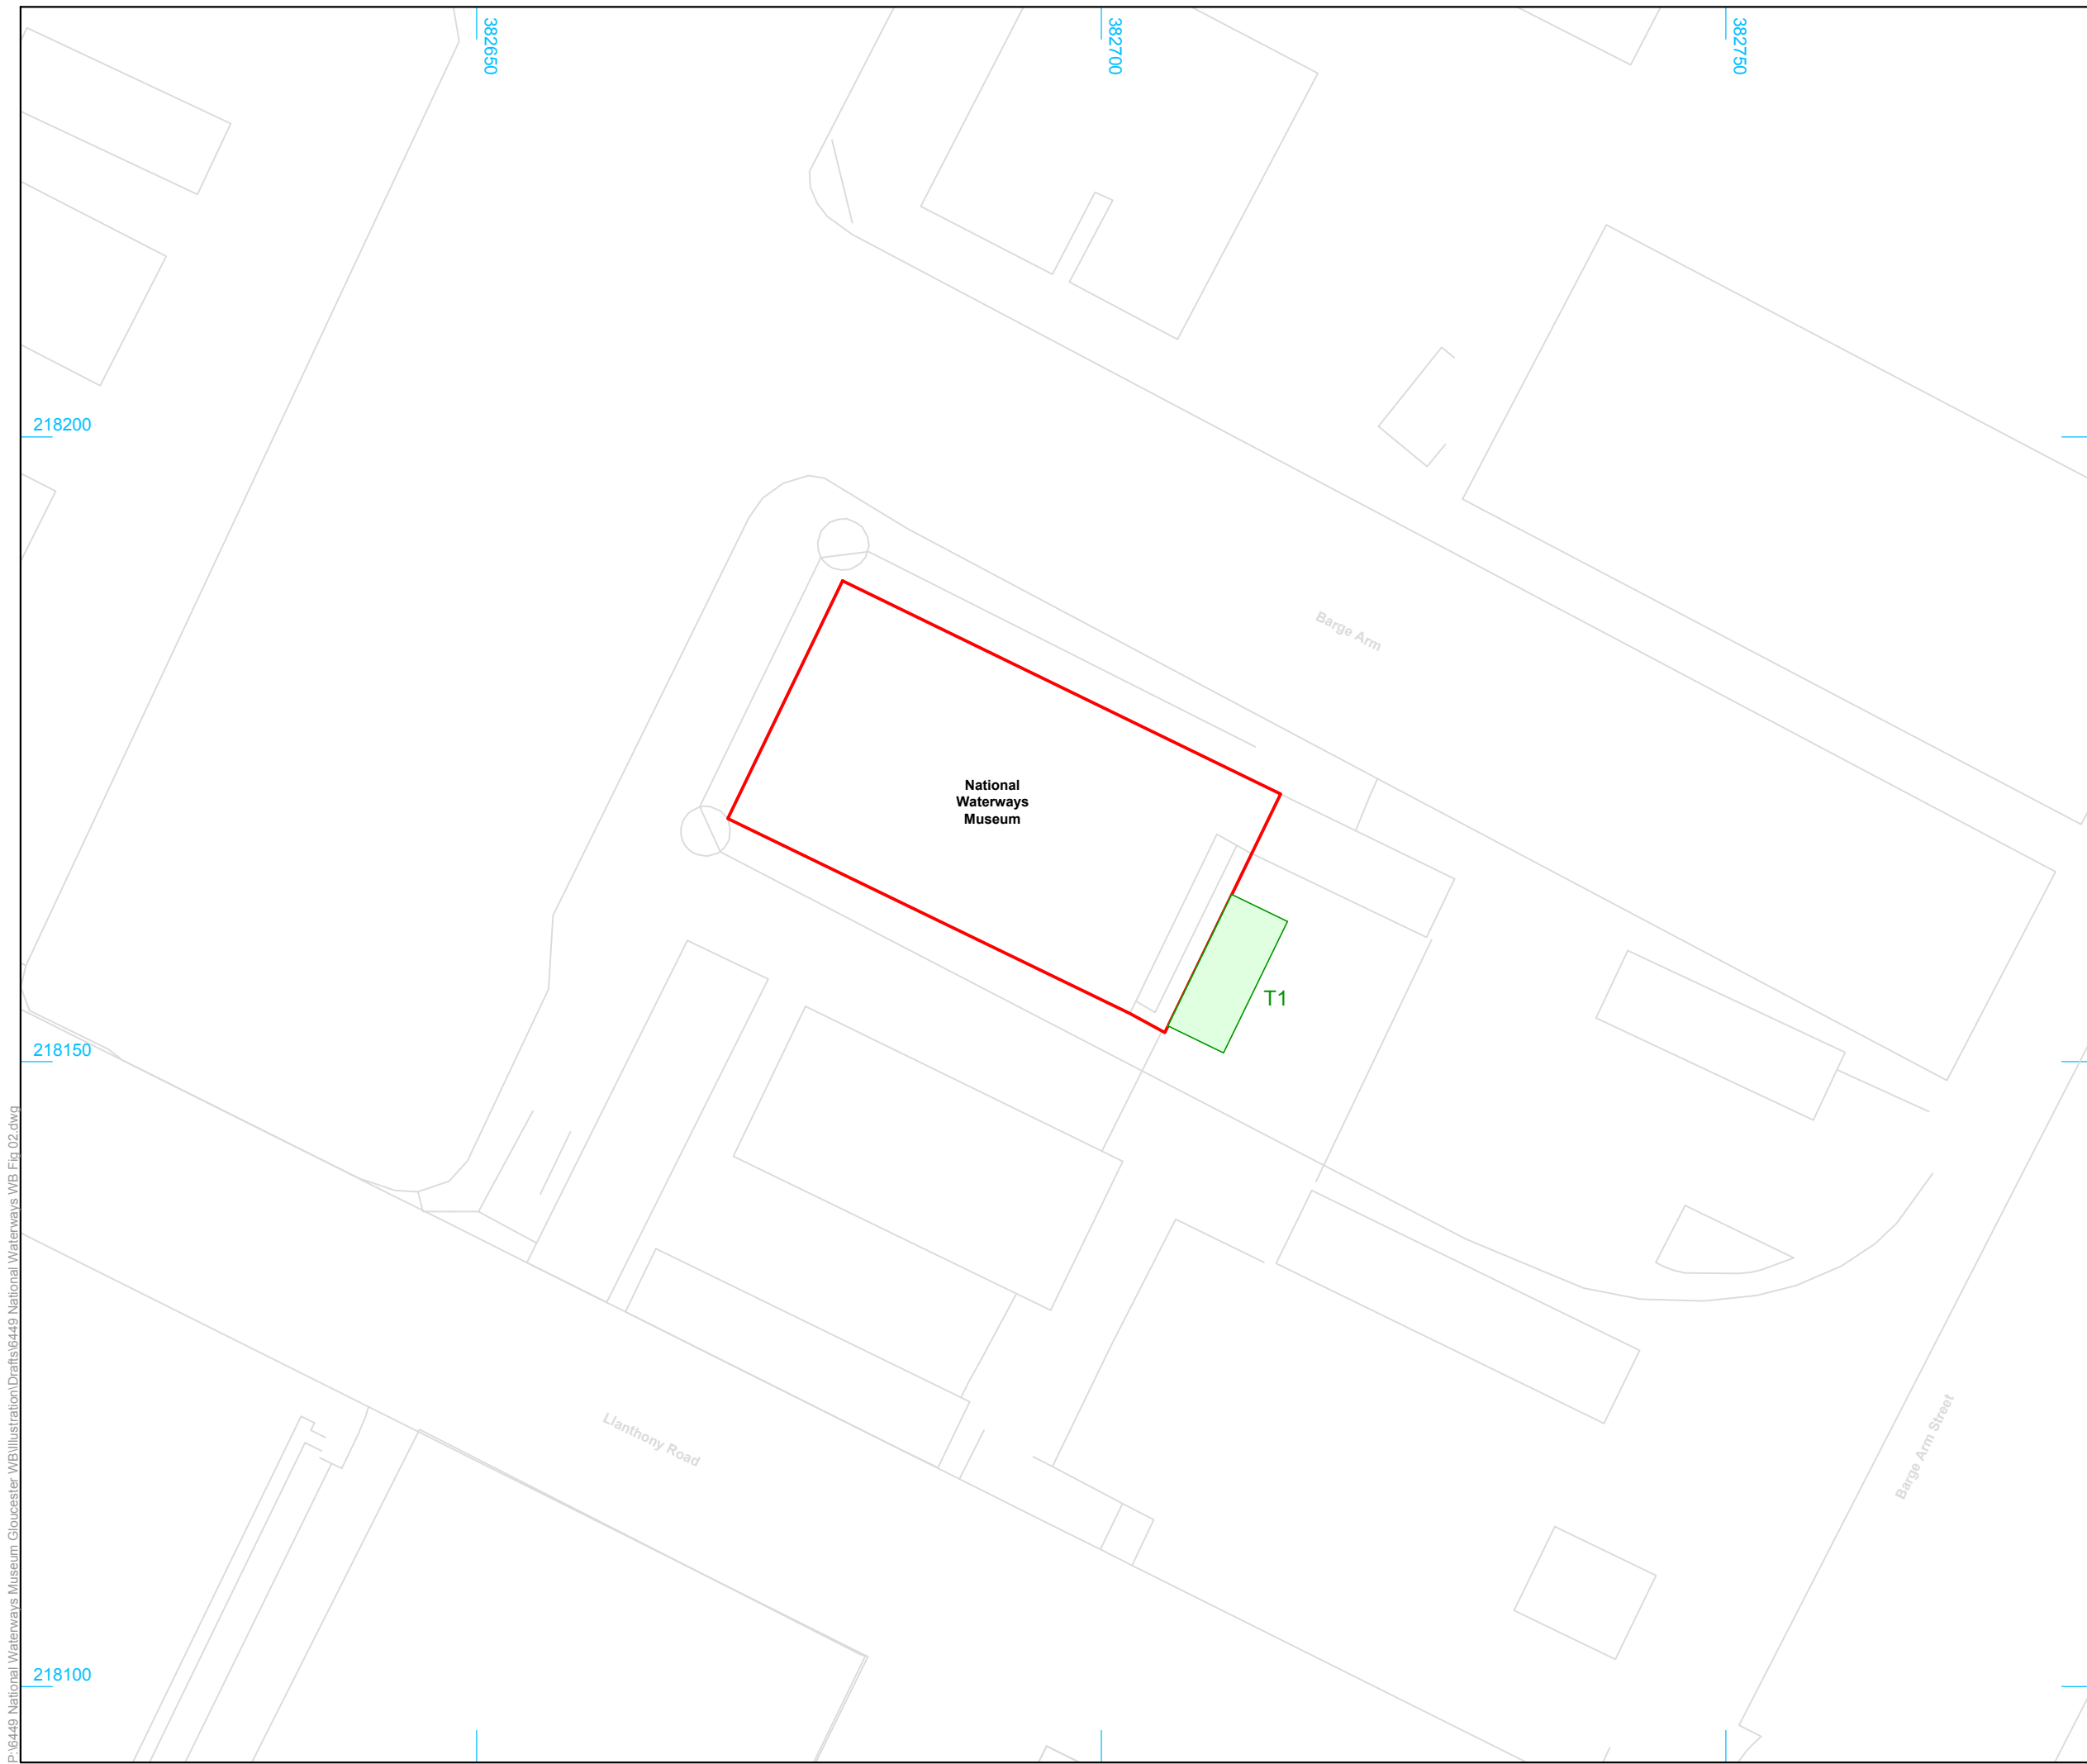 382650
382700
382750
218200
Barge Arm
National
Waterways
Museum
T1
218150
Llanthony Road
Barge Arm Street
218100
P:\6449 National Waterways Museum Gloucester WB\Illustration\Drafts\6449 National Waterways WB Fig 02.dwg